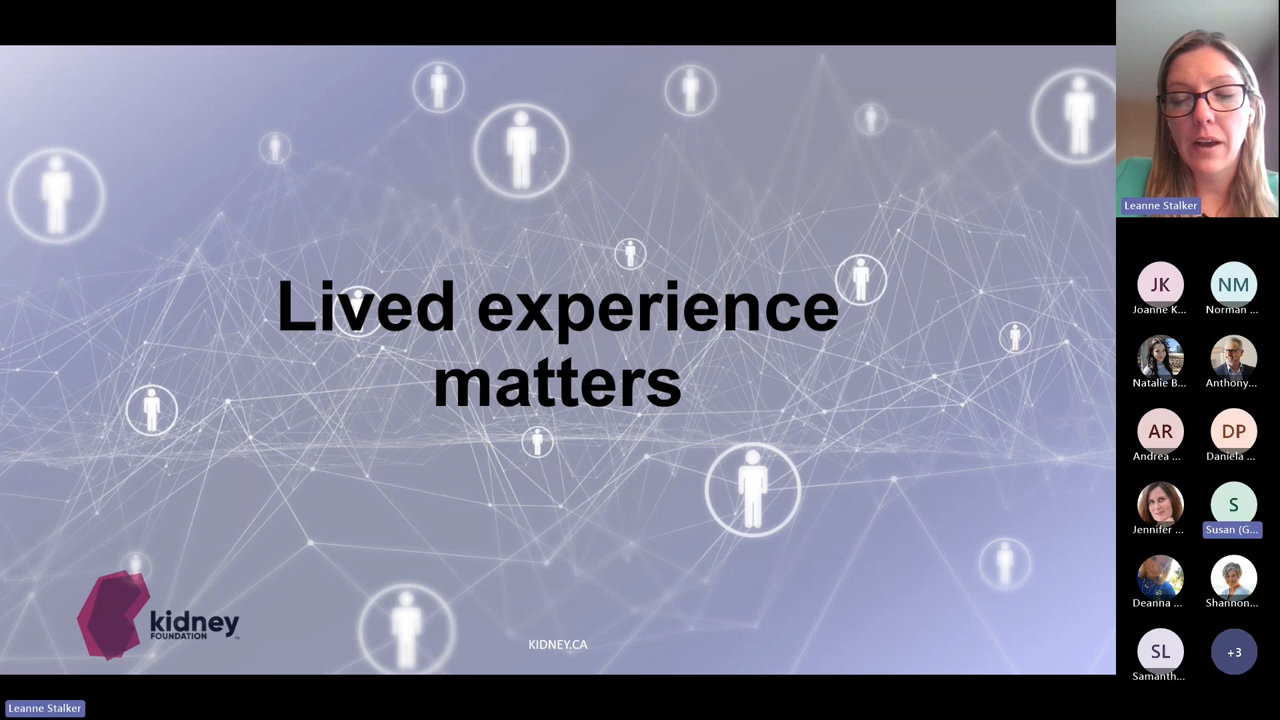 Lived experience
matters
kidney
FOUNDATION
KIDNEY.CA
Leanne Stalker
Leanne Stalker
JK
Joanne K...
NM
Norman ...
Natalie B...
Anthony...
AR
Andrea ...
DP
Daniela ...
Jennifer ...
S
Susan (G...
Deanna ...
Shannon...
SL
Samanth...
+3